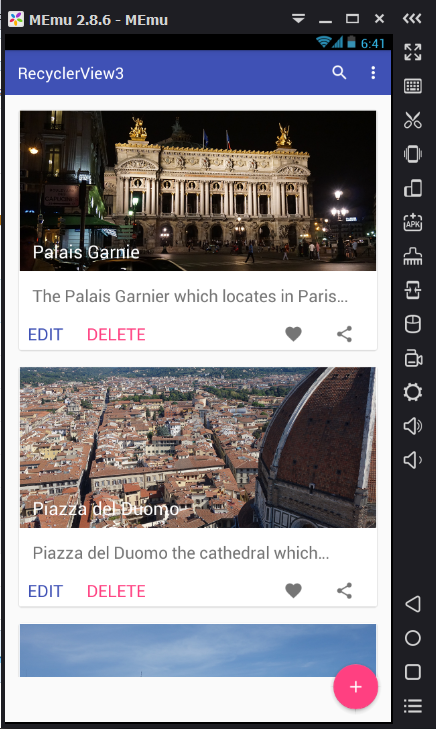 MEmu 2.8.6 - MEmu
6:41
RecyclerView3
APK
Palais Garnie
The Palais Garnier which locates in Paris...
EDIT DELETE
Piazza del Duomo
Piazza del Duomo the cathedral which...
EDIT DELETE